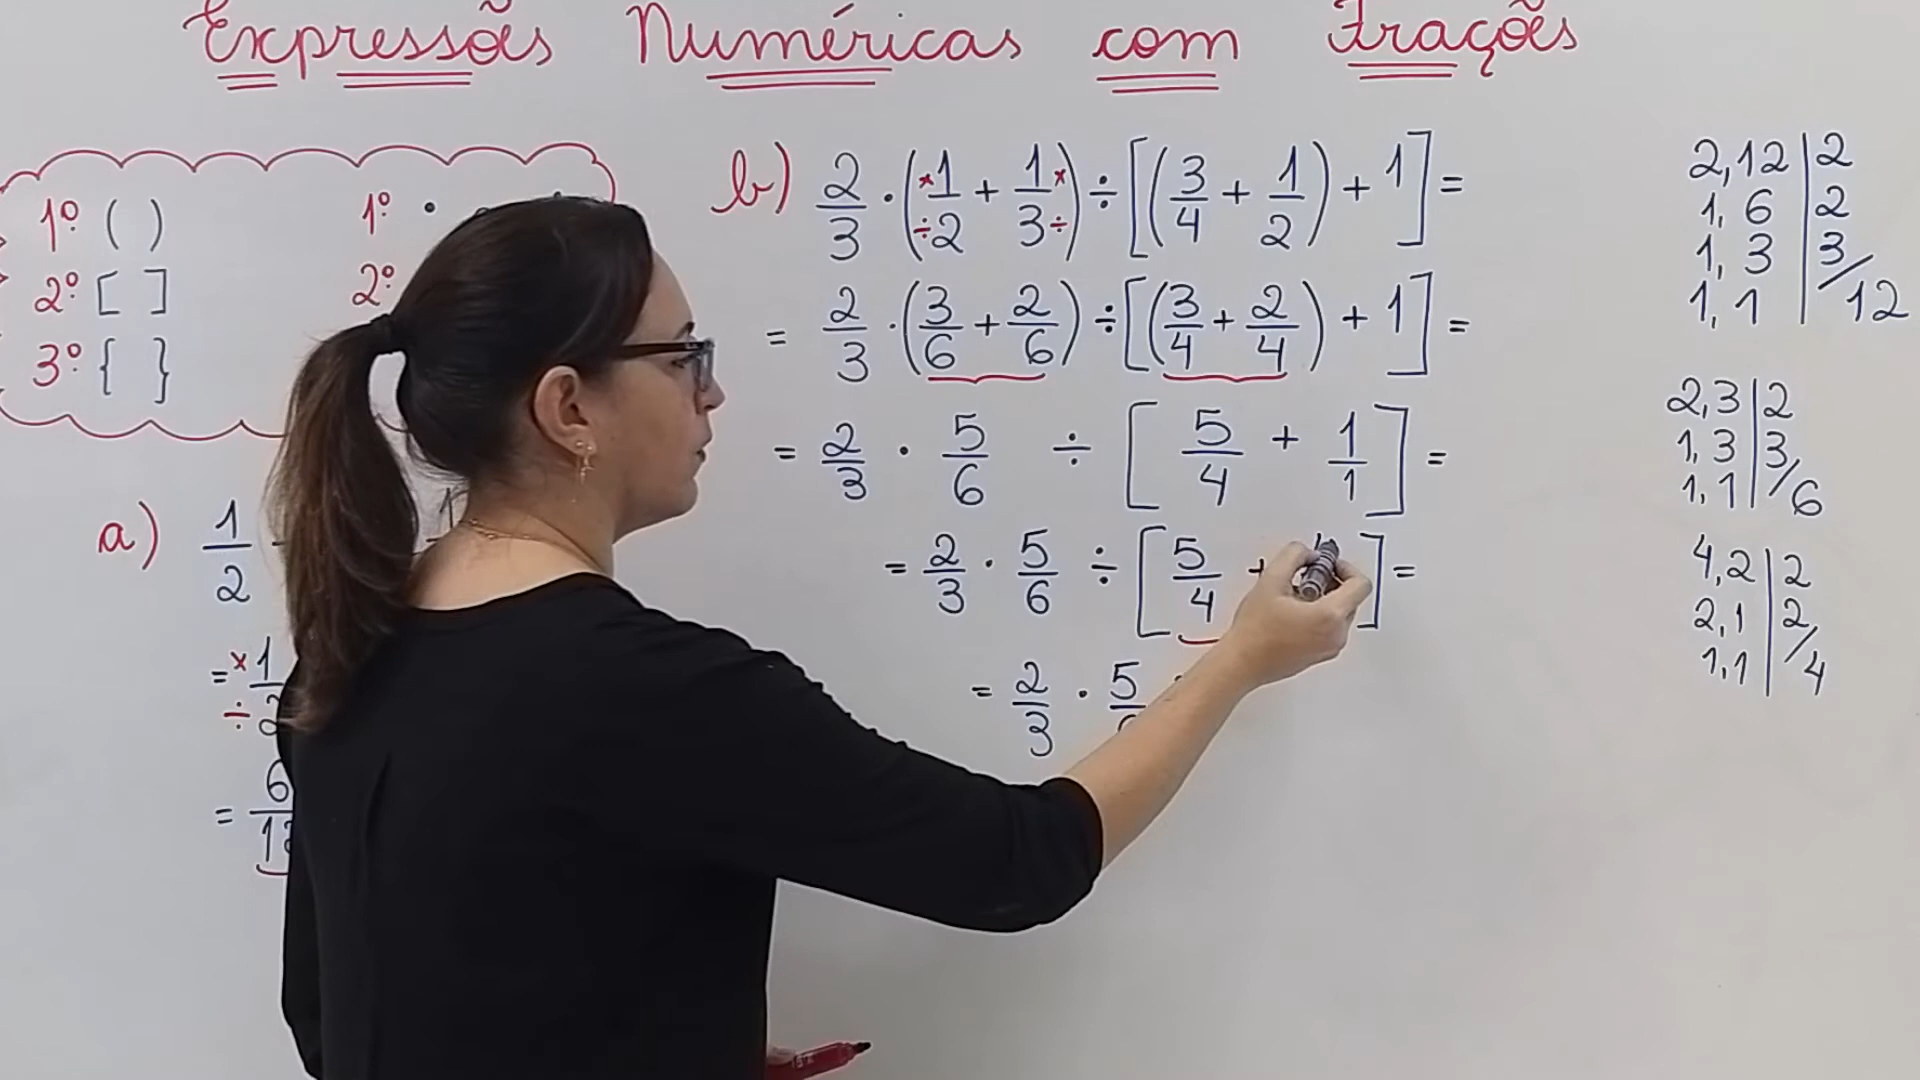 Expressões Numéricas com Frações
1º ( ) 1º •
2º [ ] 2º
3º { }
a) 1/2
= ×1
÷
= 6
b) 2/3 · (×1/÷2 + 1×/3÷) ÷ [(3/4 + 1/2) + 1] =
= 2/3 · (3/6 + 2/6) ÷ [(3/4 + 2/4) + 1] =
= 2/3 · 5/6 ÷ [5/4 + 1/1] =
= 2/3 · 5/6 ÷ [5/4 + ] =
= 2/3 · 5
2,12 | 2
1, 6 | 2
1, 3 | 3
1, 1 / 12
2,3 | 2
1,3 | 3
1,1 / 6
4,2 | 2
2,1 | 2
1,1 / 4